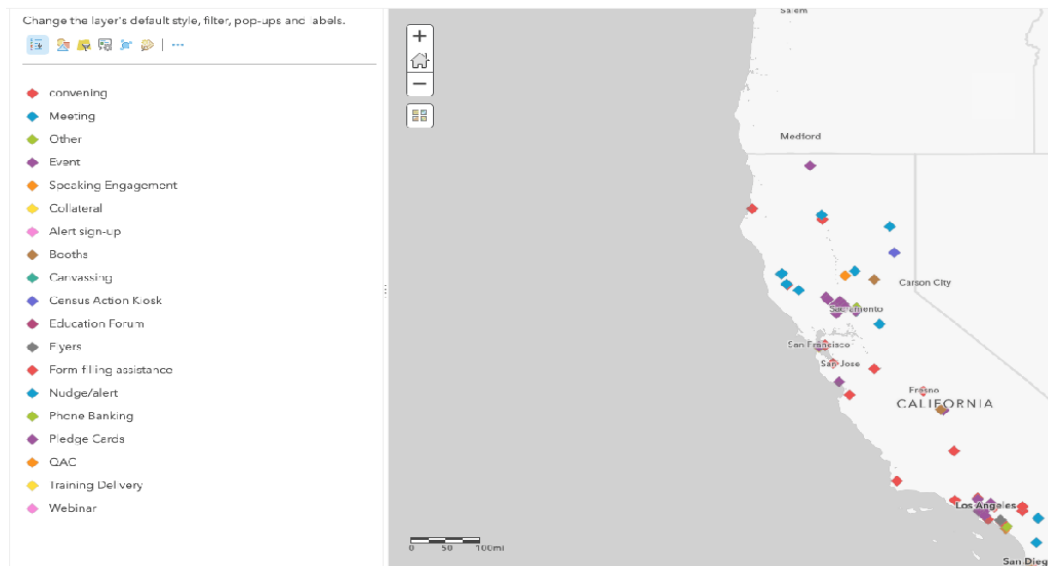 Change the layer's default style, filter, pop-ups and labels.
convening
Meeting
Other
Event
Speaking Engagement
Collateral
Alert sign-up
Booths
Canvassing
Census Action Kiosk
Education Forum
Flyers
Form filling assistance
Nudge/alert
Phone Banking
Pledge Cards
QAC
Training Delivery
Webinar
Salem
Medford
Carson City
Sacramento
San Francisco
San Jose
Fresno
CALIFORNIA
Los Angeles
San Dieg
0 50 100mi